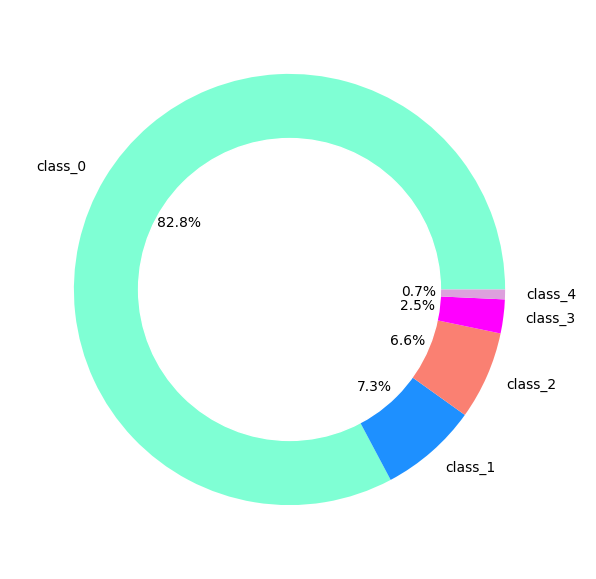 class_0
82.8%
0.7%
class_4
2.5%
class_3
6.6%
class_2
7.3%
class_1